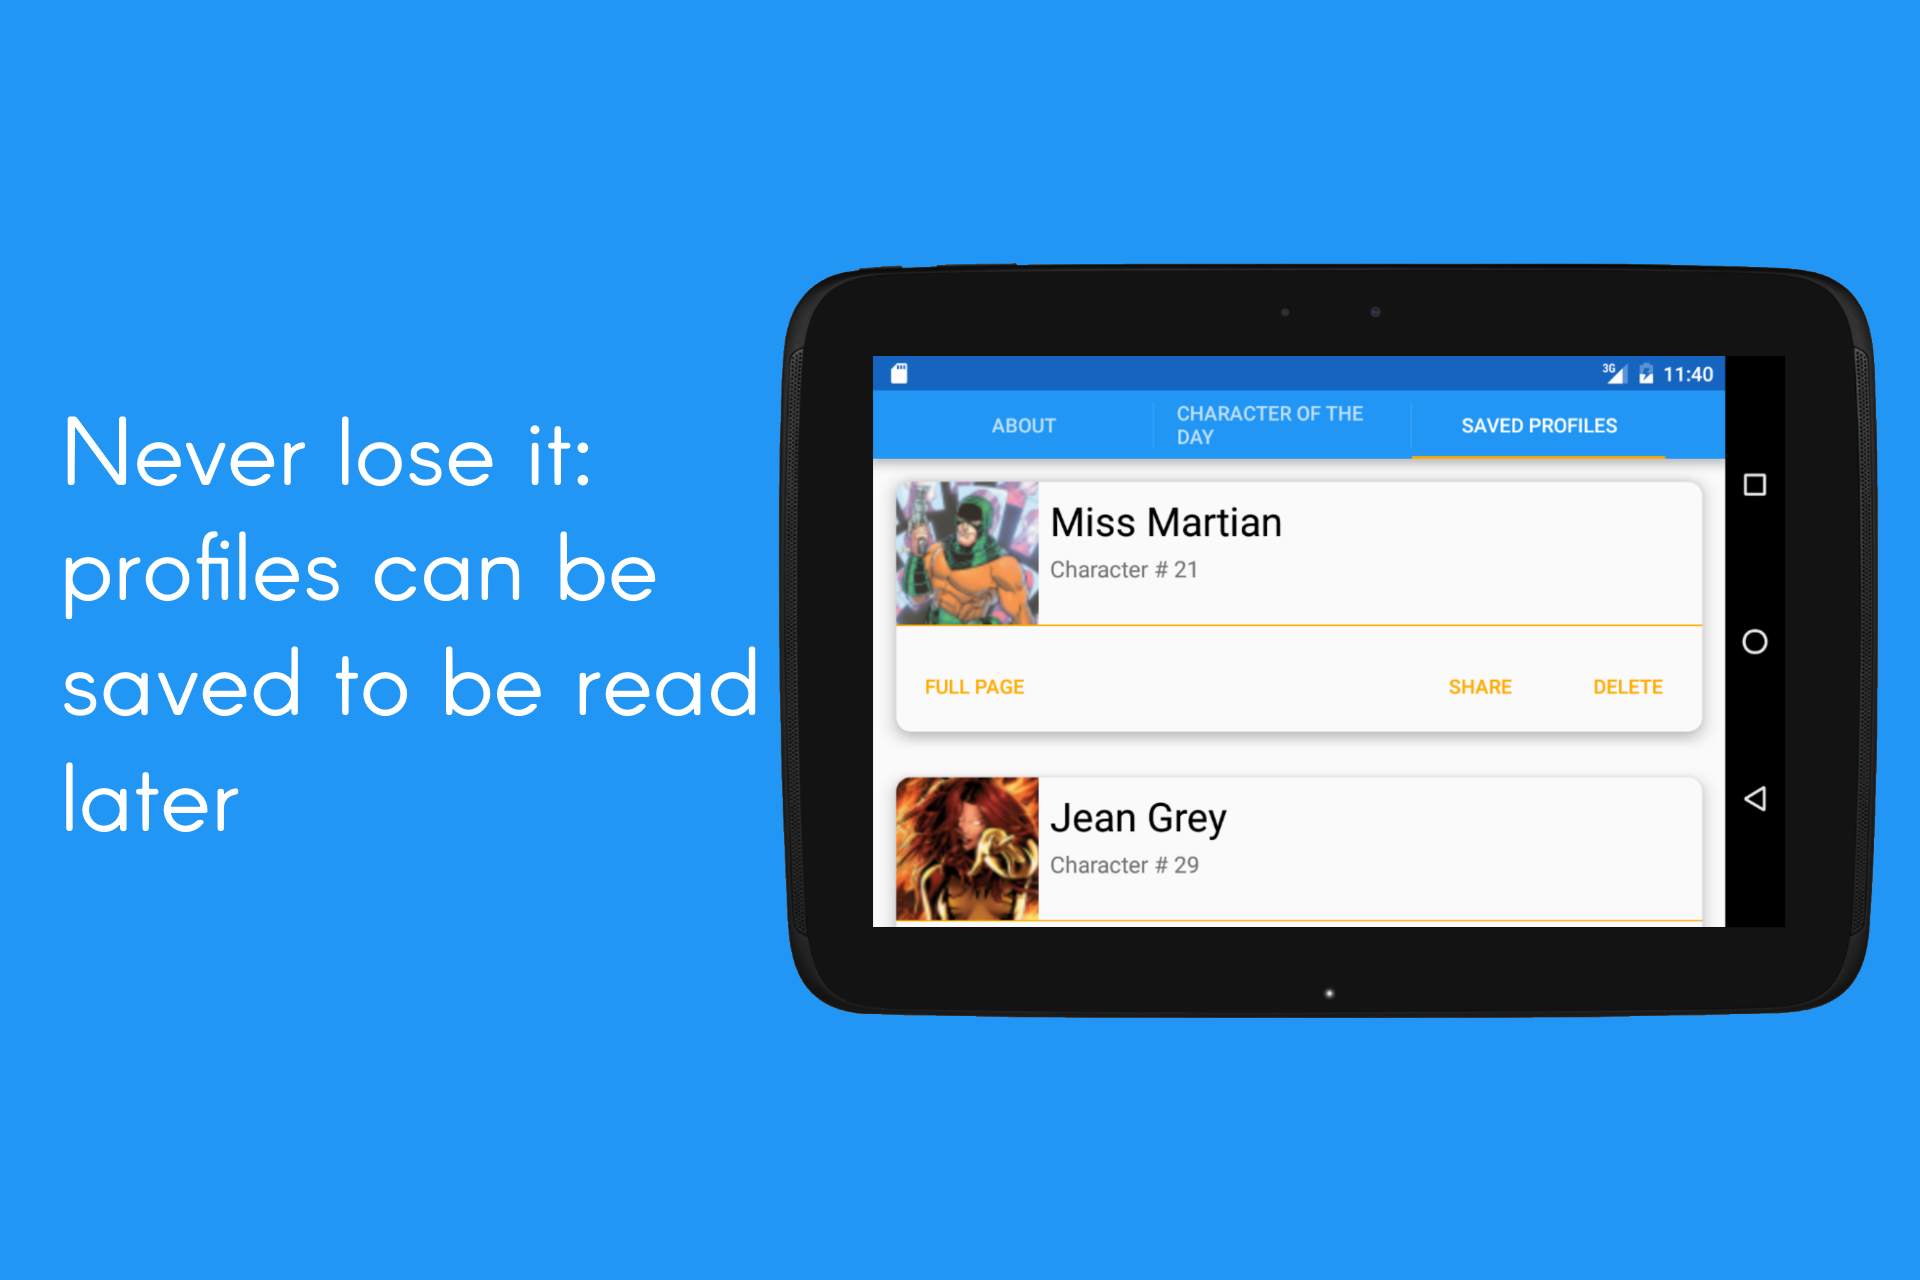 Never lose it:
profiles can be
saved to be read
later
3G 11:40
ABOUT
CHARACTER OF THE
DAY
SAVED PROFILES
Miss Martian
Character # 21
FULL PAGE
SHARE
DELETE
Jean Grey
Character # 29